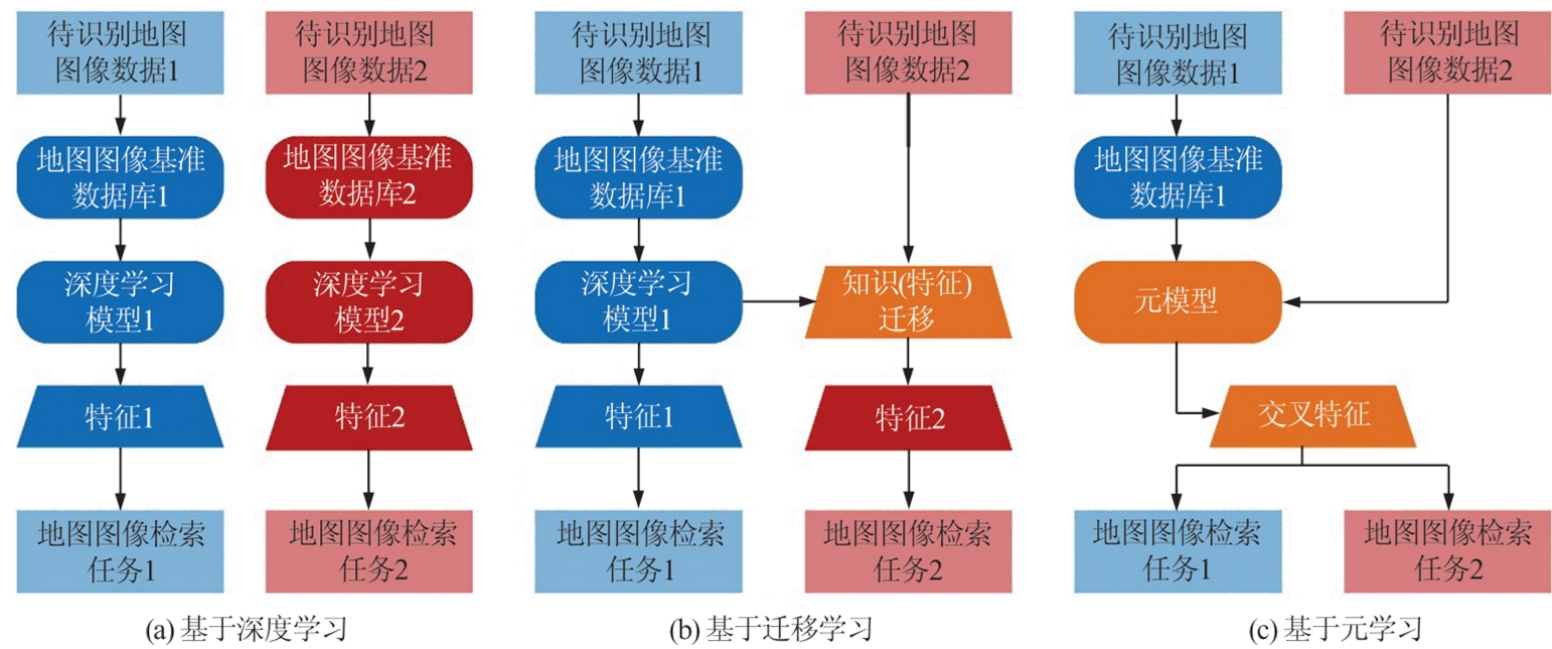 待识别地图
图像数据1
地图图像基准
数据库1
深度学习
模型1
特征1
地图图像检索
任务1
待识别地图
图像数据2
地图图像基准
数据库2
深度学习
模型2
特征2
地图图像检索
任务2
(a) 基于深度学习
待识别地图
图像数据1
地图图像基准
数据库1
深度学习
模型1
特征1
地图图像检索
任务1
待识别地图
图像数据2
知识(特征)
迁移
特征2
地图图像检索
任务2
(b) 基于迁移学习
待识别地图
图像数据1
地图图像基准
数据库1
元模型
待识别地图
图像数据2
交叉特征
地图图像检索
任务1
地图图像检索
任务2
(c) 基于元学习